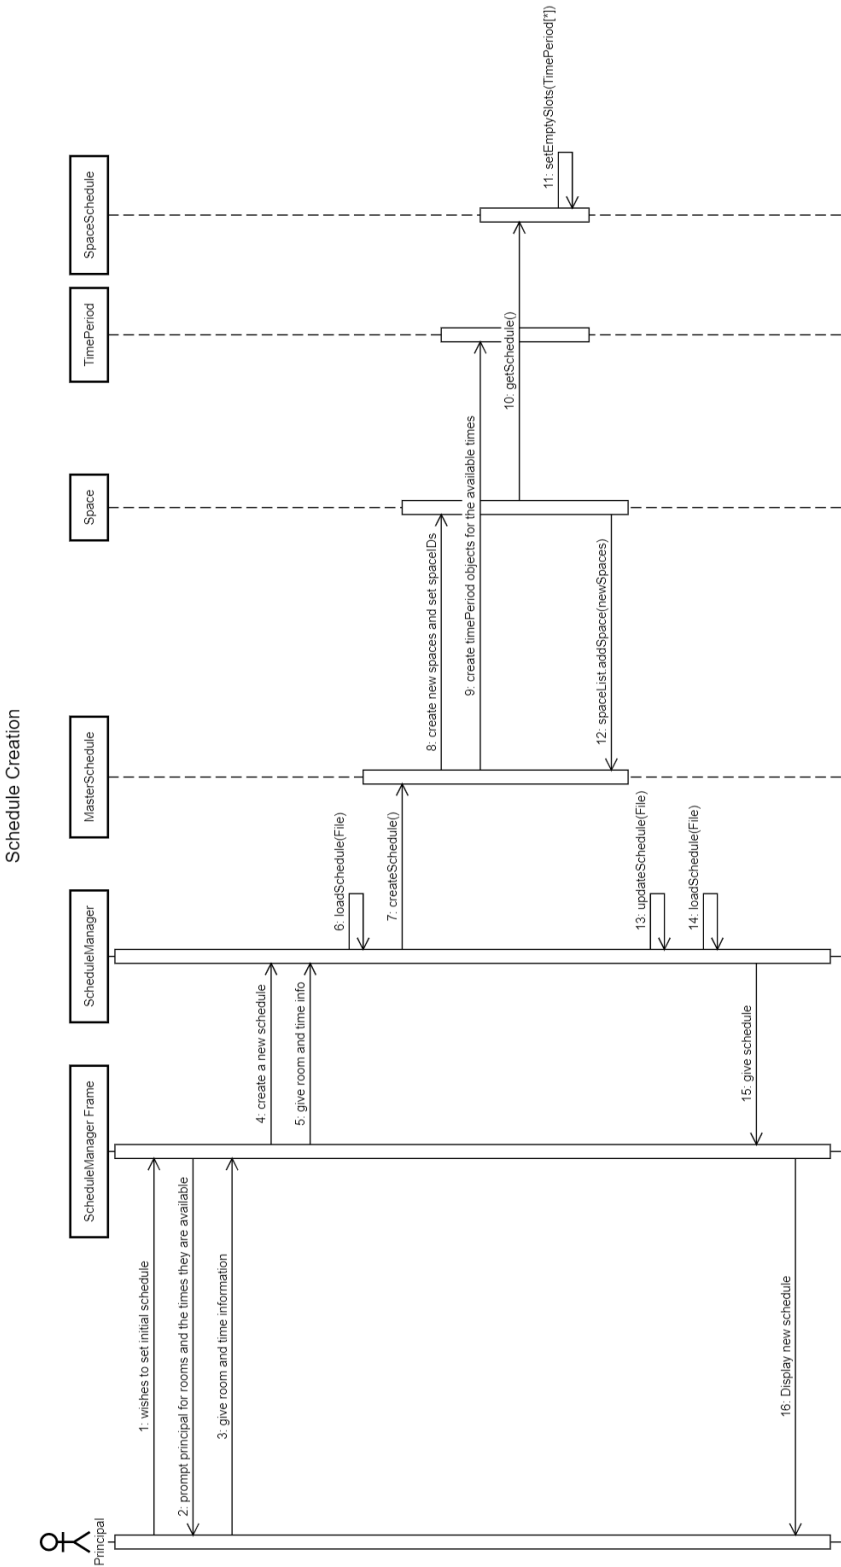 Schedule Creation
Principal
ScheduleManager Frame
ScheduleManager
MasterSchedule
Space
TimePeriod
SpaceSchedule
1: wishes to set initial schedule
2: prompt principal for rooms and the times they are available
3: give room and time information
4: create a new schedule
5: give room and time info
6: loadSchedule(File)
7: createSchedule()
8: create new spaces and set spaceIDs
9: create timePeriod objects for the available times
10: getSchedule()
11: setEmptySlots(TimePeriod[*])
12: spaceList.addSpace(newSpaces)
13: updateSchedule(File)
14: loadSchedule(File)
15: give schedule
16: Display new schedule